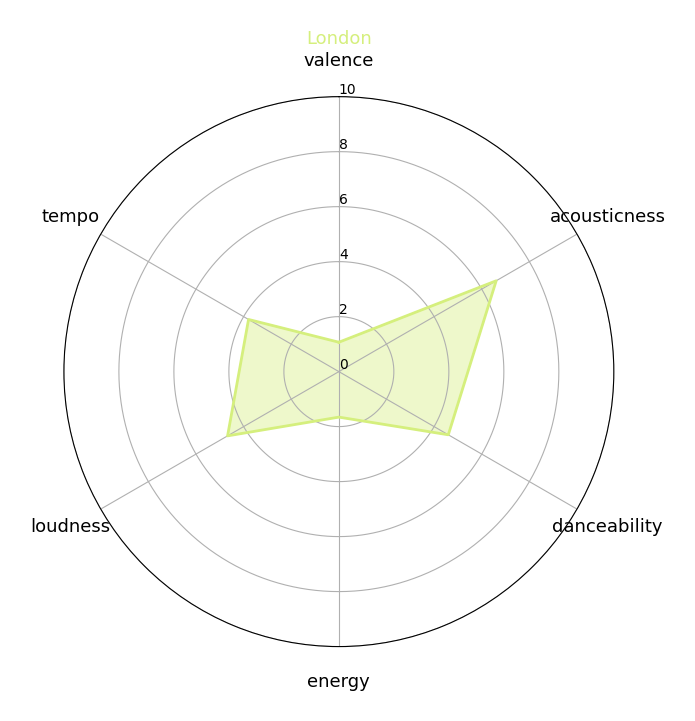 London
valence
10
8
tempo
6
acousticness
4
2
0
loudness
danceability
energy